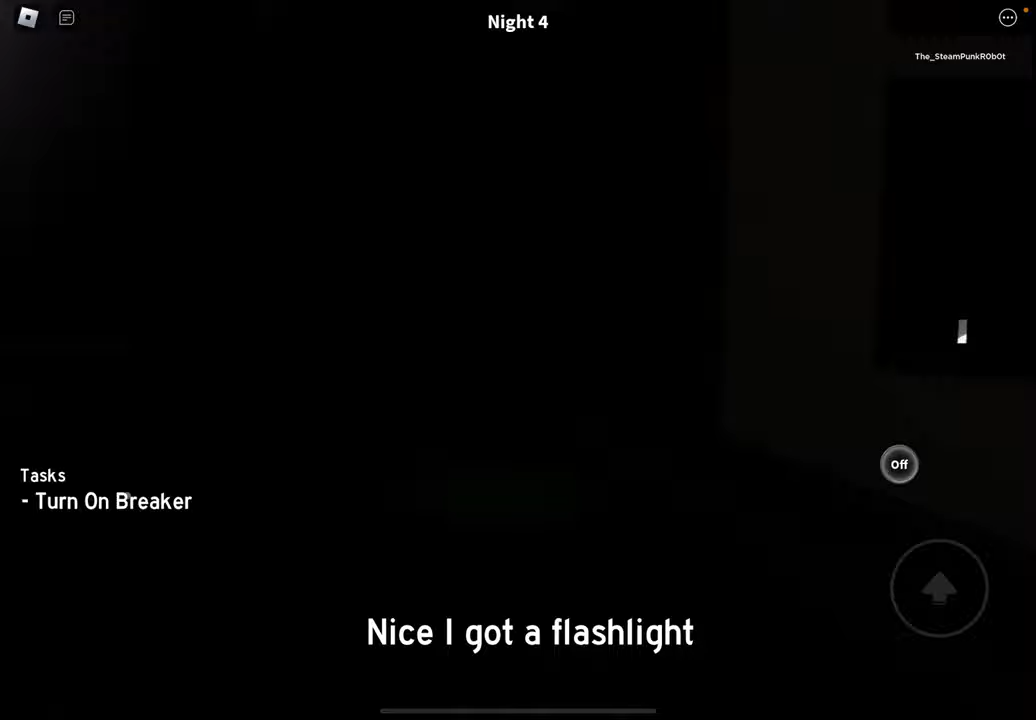 Night 4
The_SteamPunkR0b0t
Off
Tasks
- Turn On Breaker
Nice I got a flashlight